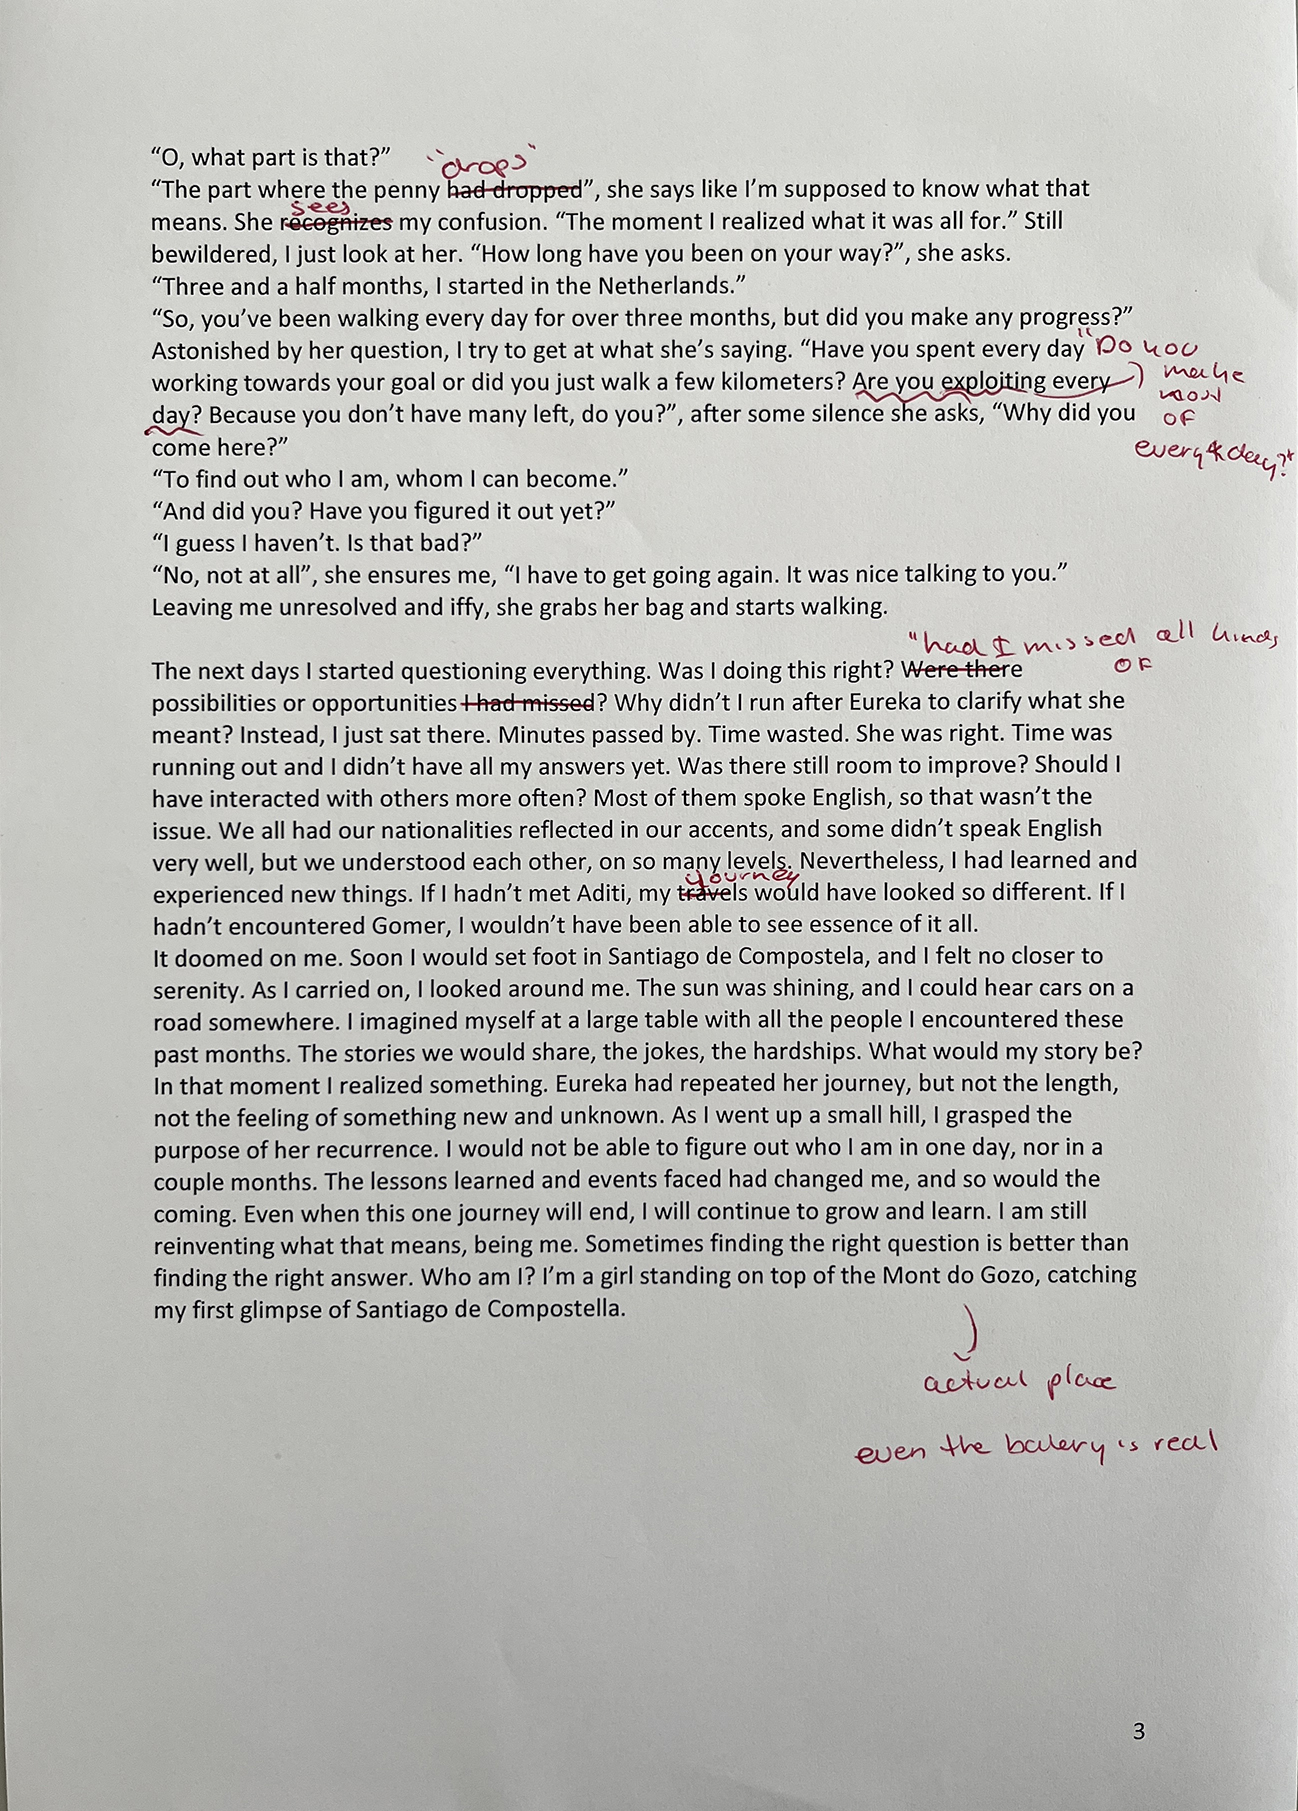 “O, what part is that?”
"drops"
“The part where the penny had dropped”, she says like I’m supposed to know what that
sees
means. She recognizes my confusion. “The moment I realized what it was all for.” Still
bewildered, I just look at her. “How long have you been on your way?”, she asks.
“Three and a half months, I started in the Netherlands.”
“So, you’ve been walking every day for over three months, but did you make any progress?”
Astonished by her question, I try to get at what she’s saying. “Have you spent every day
"Do you
working towards your goal or did you just walk a few kilometers? Are you exploiting every
make
most
day? Because you don’t have many left, do you?”, after some silence she asks, “Why did you
of
come here?”
every day?"
“To find out who I am, whom I can become.”
“And did you? Have you figured it out yet?”
“I guess I haven’t. Is that bad?”
“No, not at all”, she ensures me, “I have to get going again. It was nice talking to you.”
Leaving me unresolved and iffy, she grabs her bag and starts walking.
"had I missed all kinds
of
The next days I started questioning everything. Was I doing this right? Were there
possibilities or opportunities I had missed? Why didn’t I run after Eureka to clarify what she
meant? Instead, I just sat there. Minutes passed by. Time wasted. She was right. Time was
running out and I didn’t have all my answers yet. Was there still room to improve? Should I
have interacted with others more often? Most of them spoke English, so that wasn’t the
issue. We all had our nationalities reflected in our accents, and some didn’t speak English
very well, but we understood each other, on so many levels. Nevertheless, I had learned and
yourney
experienced new things. If I hadn’t met Aditi, my travels would have looked so different. If I
hadn’t encountered Gomer, I wouldn’t have been able to see essence of it all.
It doomed on me. Soon I would set foot in Santiago de Compostela, and I felt no closer to
serenity. As I carried on, I looked around me. The sun was shining, and I could hear cars on a
road somewhere. I imagined myself at a large table with all the people I encountered these
past months. The stories we would share, the jokes, the hardships. What would my story be?
In that moment I realized something. Eureka had repeated her journey, but not the length,
not the feeling of something new and unknown. As I went up a small hill, I grasped the
purpose of her recurrence. I would not be able to figure out who I am in one day, nor in a
couple months. The lessons learned and events faced had changed me, and so would the
coming. Even when this one journey will end, I will continue to grow and learn. I am still
reinventing what that means, being me. Sometimes finding the right question is better than
finding the right answer. Who am I? I’m a girl standing on top of the Mont do Gozo, catching
my first glimpse of Santiago de Compostella.
actual place
even the bakery is real
3